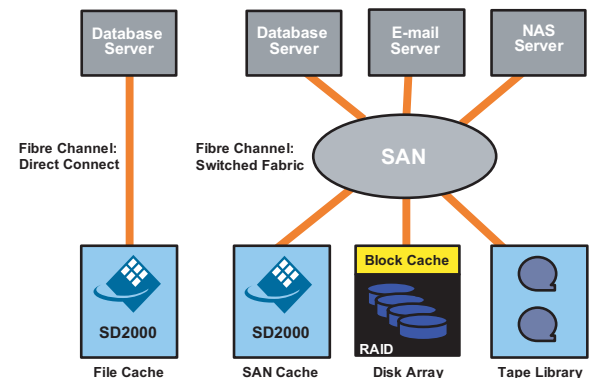 Database
Server
Database
Server
E-mail
Server
NAS
Server
Fibre Channel:
Direct Connect
Fibre Channel:
Switched Fabric
SAN
SD2000
SD2000
Block Cache
RAID
File Cache
SAN Cache
Disk Array
Tape Library